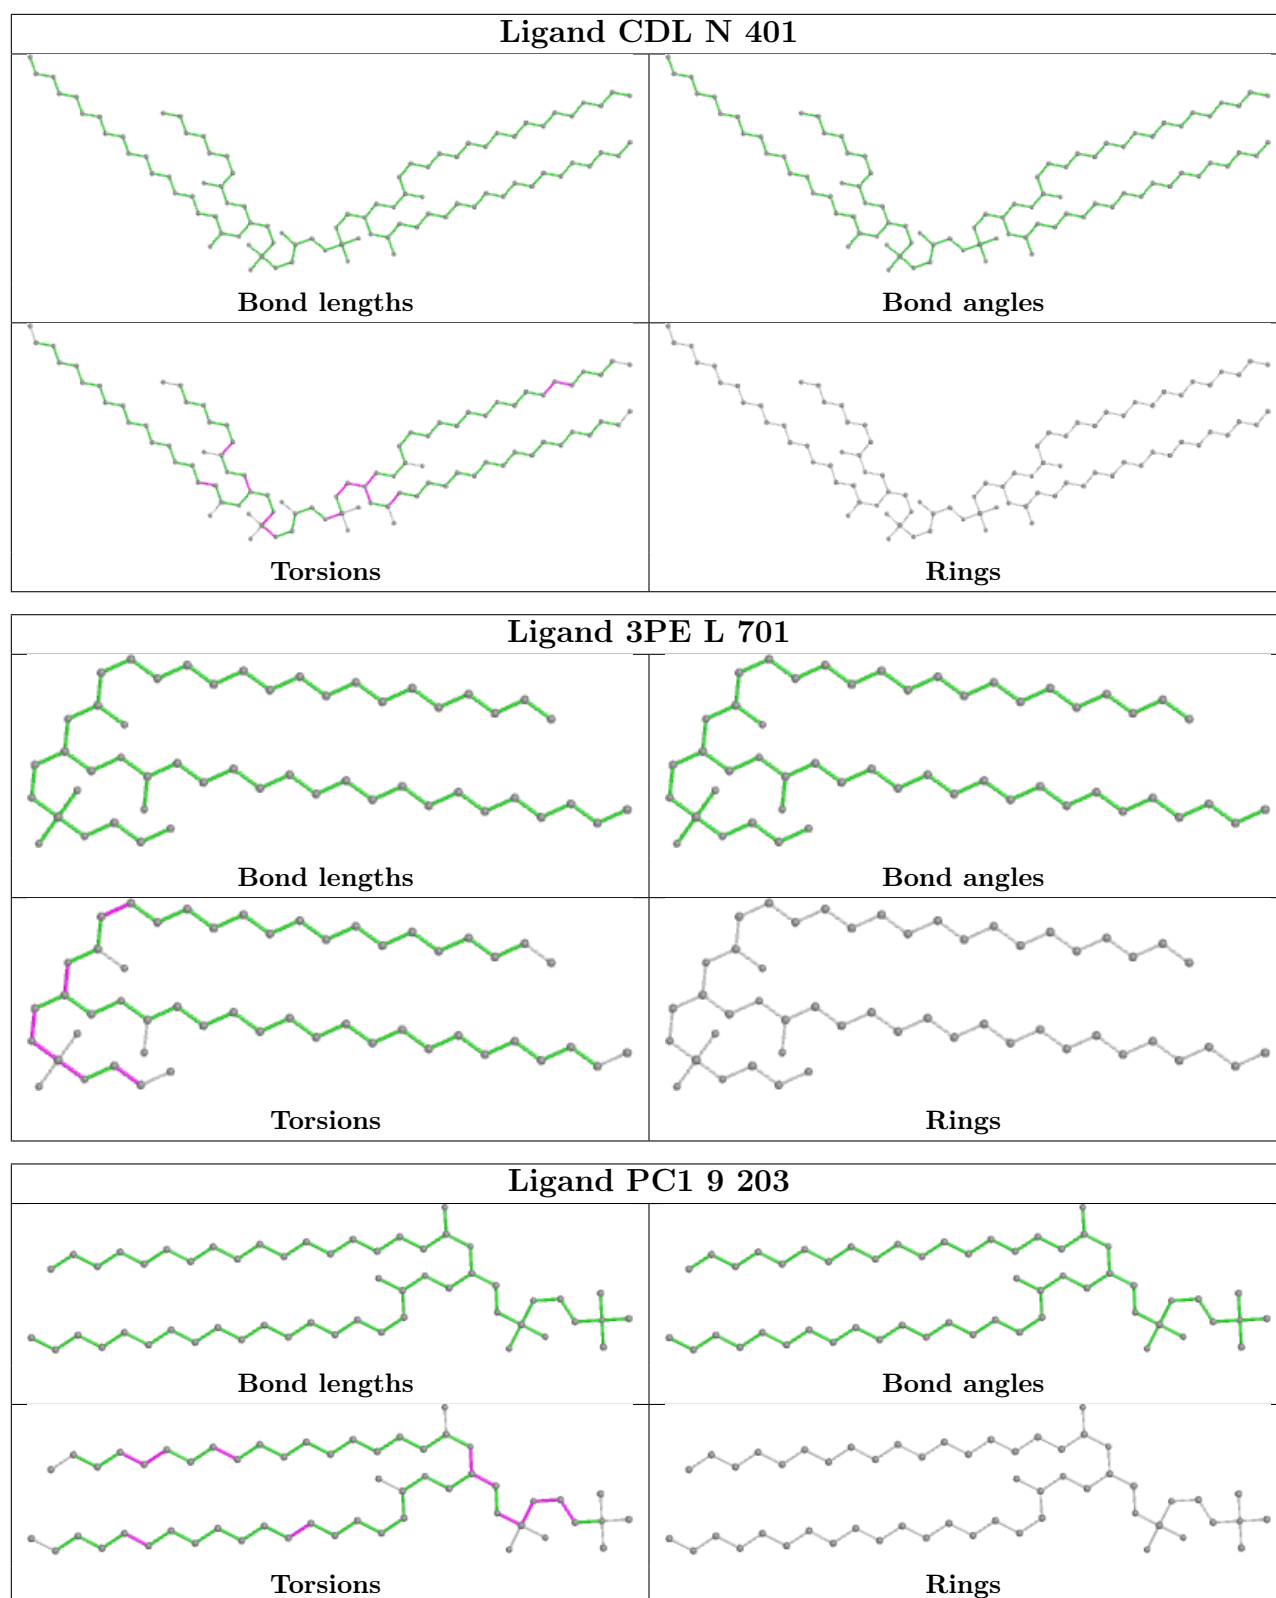 Ligand CDL N 401
Bond lengths
Bond angles
Torsions
Rings
Ligand 3PE L 701
Bond lengths
Bond angles
Torsions
Rings
Ligand PC1 9 203
Bond lengths
Bond angles
Torsions
Rings